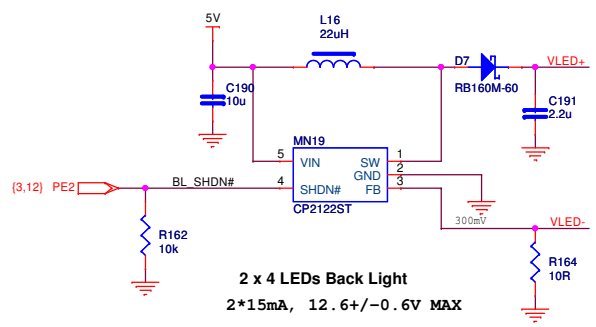 5V
L16
22uH
D7
VLED+
RB160M-60
C190
10u
C191
2.2u
MN19
5 VIN SW 1
GND 2
4 SHDN# FB 3
CP2122ST
{3,12} PE2 BL_SHDN#
300mV VLED-
R162
10k
R164
10R
2 x 4 LEDs Back Light
2*15mA, 12.6+/-0.6V MAX